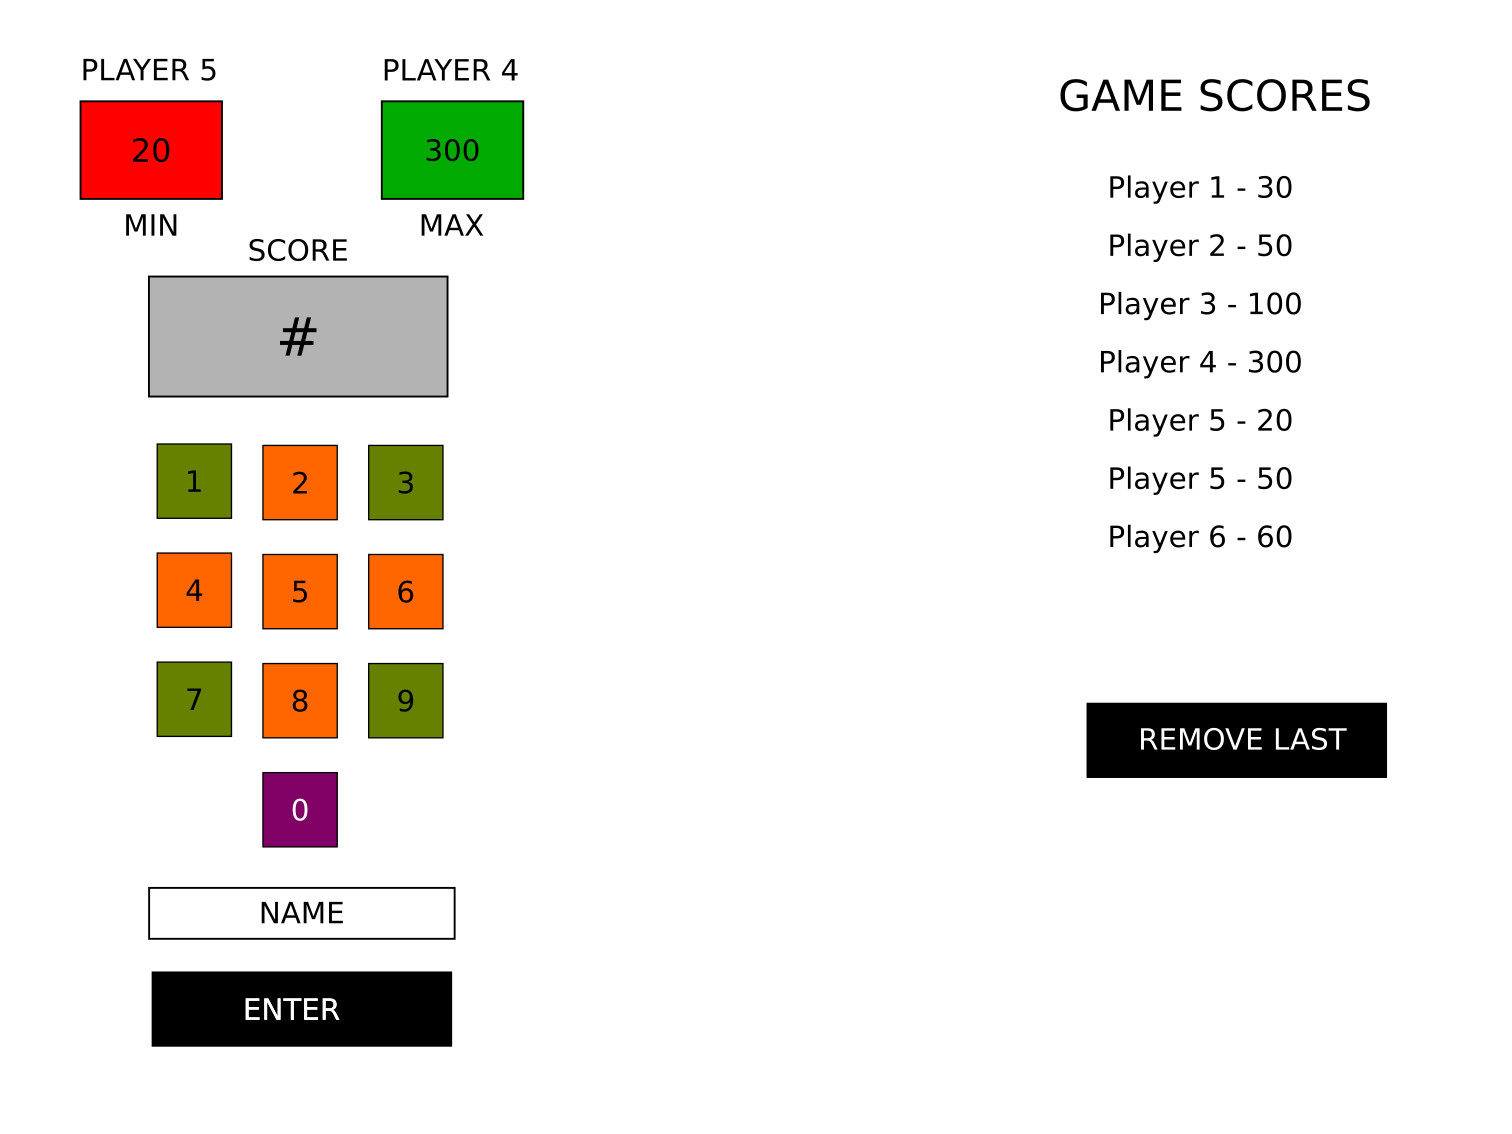 PLAYER 5
PLAYER 4
20
300
MIN
MAX
SCORE
#
1 2 3
4 5 6
7 8 9
0
NAME
ENTER
GAME SCORES
Player 1 - 30
Player 2 - 50
Player 3 - 100
Player 4 - 300
Player 5 - 20
Player 5 - 50
Player 6 - 60
REMOVE LAST